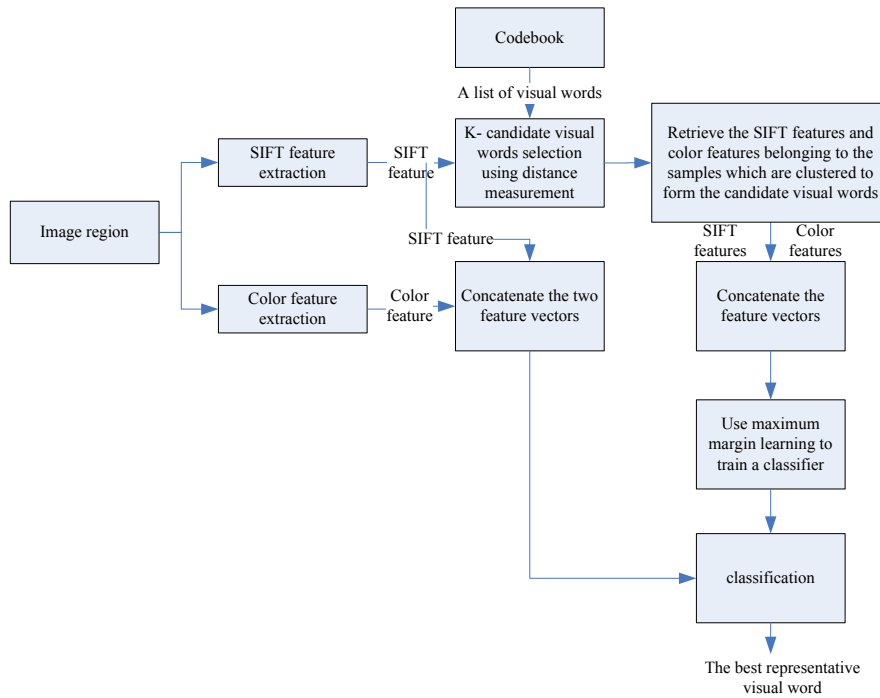 Codebook
A list of visual words
K- candidate visual
words selection
using distance
measurement
Retrieve the SIFT features and
color features belonging to the
samples which are clustered to
form the candidate visual words
SIFT feature
extraction
SIFT
feature
Image region
SIFT feature
SIFT
features
Color
features
Color feature
extraction
Color
feature
Concatenate the two
feature vectors
Concatenate the
feature vectors
Use maximum
margin learning to
train a classifier
classification
The best representative
visual word